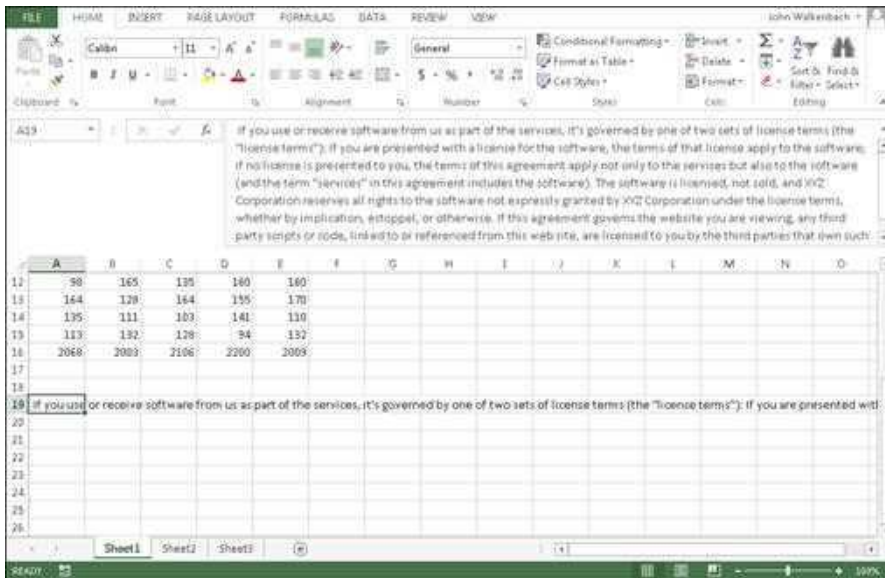 FILE HOME INSERT PAGE LAYOUT FORMULAS DATA REVIEW VIEW John Walkenbach
Calibri 11 A A General Conditional Formatting Insert
Paste B I U A $ % Format as Table Delete Sort & Find &
Cell Styles Format Filter Select
Clipboard Font Alignment Number Styles Cells Editing
A19 fx If you use or receive software from us as part of the services, it's governed by one of two sets of license terms (the
"license terms"): If you are presented with a license for the software, the terms of that license apply to the software;
if no license is presented to you, the terms of this agreement apply not only to the services but also to the software
(and the term "services" in this agreement includes the software). The software is licensed, not sold, and XYZ
Corporation reserves all rights to the software not expressly granted by XYZ Corporation under the license terms,
whether by implication, estoppel, or otherwise. If this agreement governs the website you are viewing, any third
party scripts or code, linked to or referenced from this web site, are licensed to you by the third parties that own such
A B C D E F G H I J K L M N O
12 98 165 135 160 180
13 164 128 164 155 170
14 135 111 103 141 110
15 113 132 128 94 132
16 2068 2003 2106 2200 2009
17
18
19 If you use or receive software from us as part of the services, it's governed by one of two sets of license terms (the "license terms"): If you are presented with
20
21
22
23
24
25
26
Sheet1 Sheet2 Sheet3
READY 100%